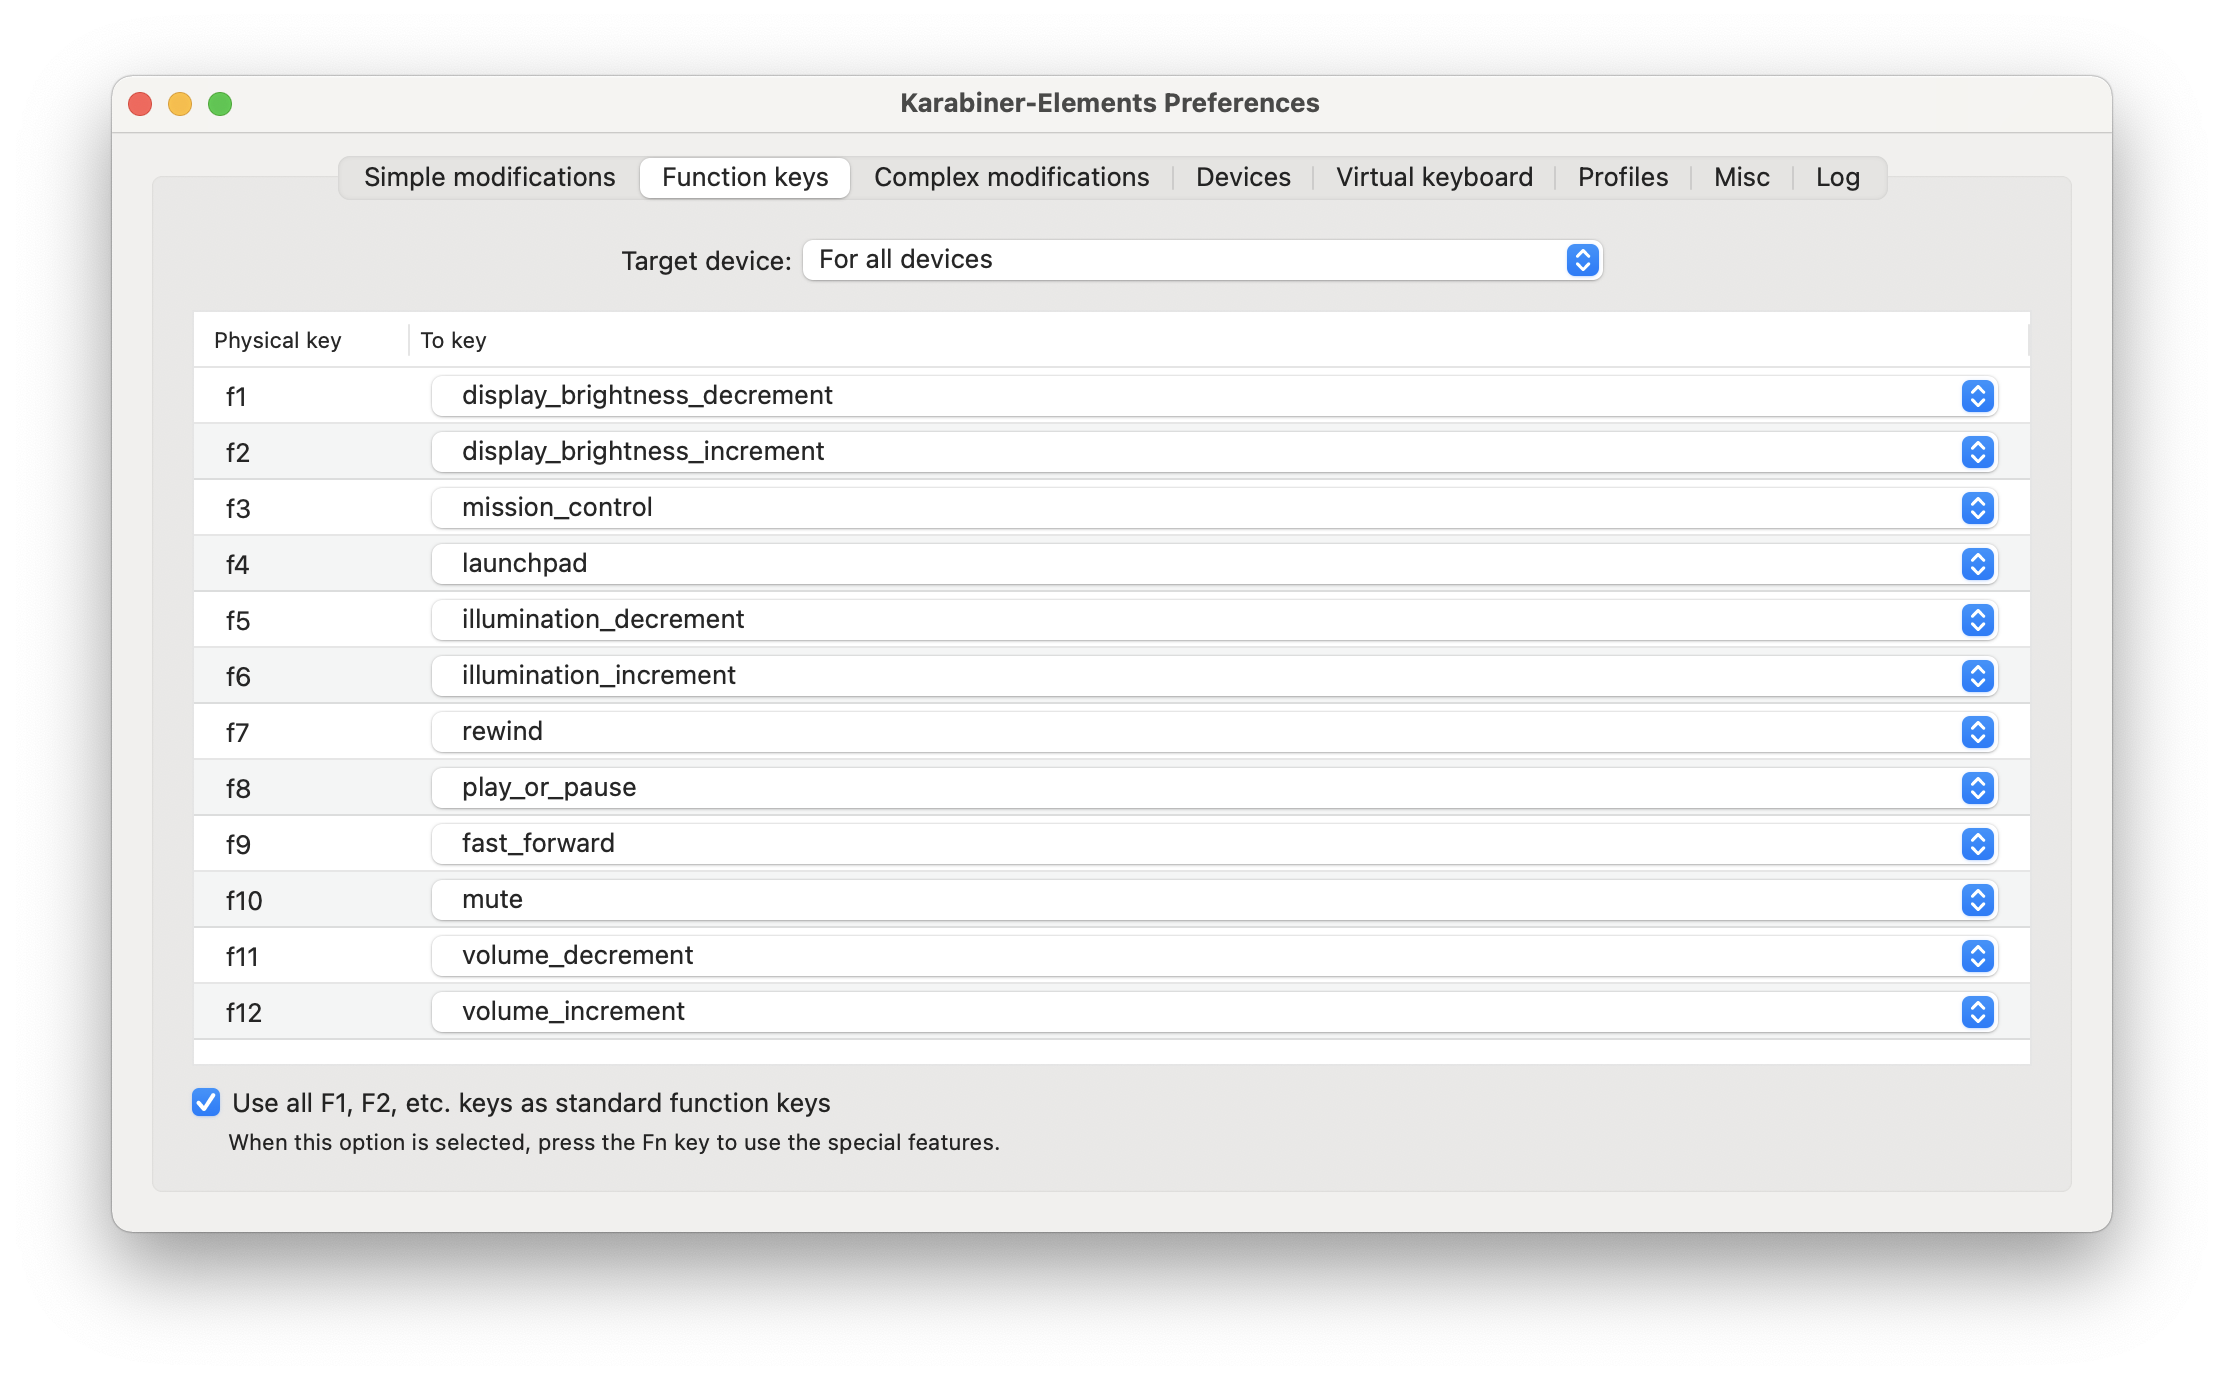 Karabiner-Elements Preferences
Simple modifications Function keys Complex modifications Devices Virtual keyboard Profiles Misc Log
Target device: For all devices
Physical key To key
f1 display_brightness_decrement
f2 display_brightness_increment
f3 mission_control
f4 launchpad
f5 illumination_decrement
f6 illumination_increment
f7 rewind
f8 play_or_pause
f9 fast_forward
f10 mute
f11 volume_decrement
f12 volume_increment
Use all F1, F2, etc. keys as standard function keys
When this option is selected, press the Fn key to use the special features.